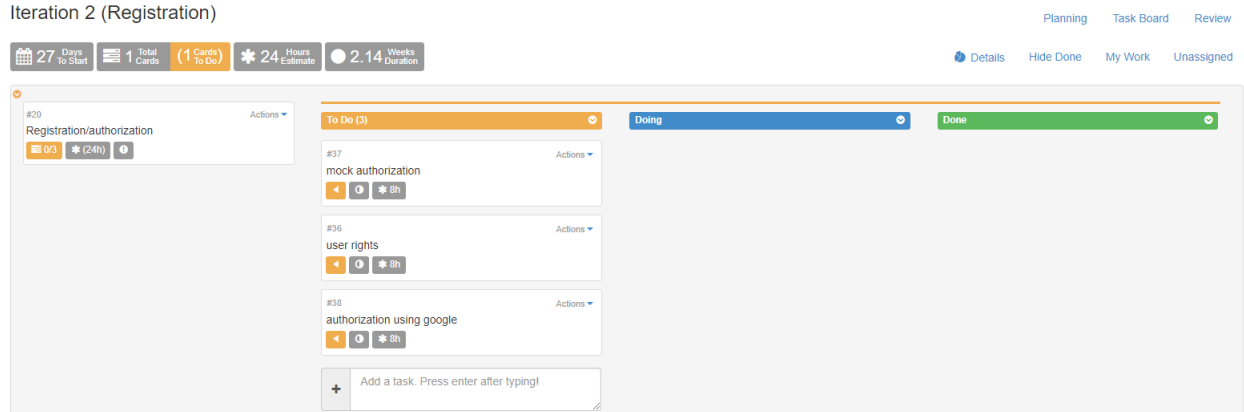 Iteration 2 (Registration)
Planning Task Board Review
27 Days To Start 1 Total Cards (1 Cards To Do) 24 Hours Estimate 2.14 Weeks Duration
Details Hide Done My Work Unassigned
#20 Actions
Registration/authorization
0/3 (24h)
To Do (3)
#37 Actions
mock authorization
8h
#36 Actions
user rights
8h
#38 Actions
authorization using google
8h
+ Add a task. Press enter after typing!
Doing
Done